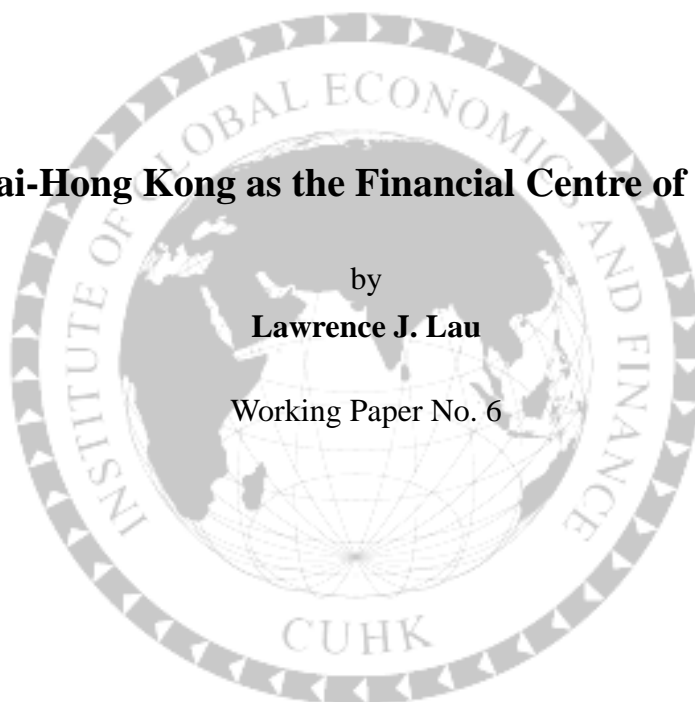 INSTITUTE OF GLOBAL ECONOMICS AND FINANCE
ai-Hong Kong as the Financial Centre of
by
Lawrence J. Lau
Working Paper No. 6
CUHK